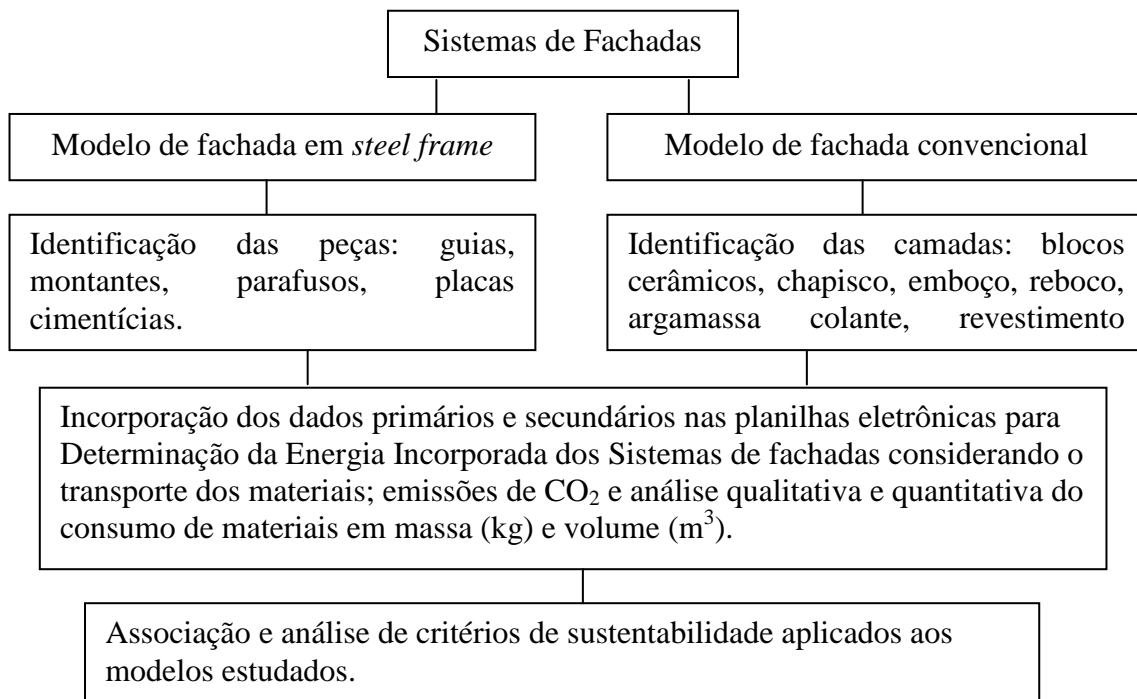 Sistemas de Fachadas
Modelo de fachada em steel frame
Modelo de fachada convencional
Identificação das peças: guias,
montantes, parafusos, placas
cimentícias.
Identificação das camadas: blocos
cerâmicos, chapisco, emboço, reboco,
argamassa colante, revestimento
Incorporação dos dados primários e secundários nas planilhas eletrônicas para
Determinação da Energia Incorporada dos Sistemas de fachadas considerando o
transporte dos materiais; emissões de CO₂ e análise qualitativa e quantitativa do
consumo de materiais em massa (kg) e volume (m³).
Associação e análise de critérios de sustentabilidade aplicados aos
modelos estudados.